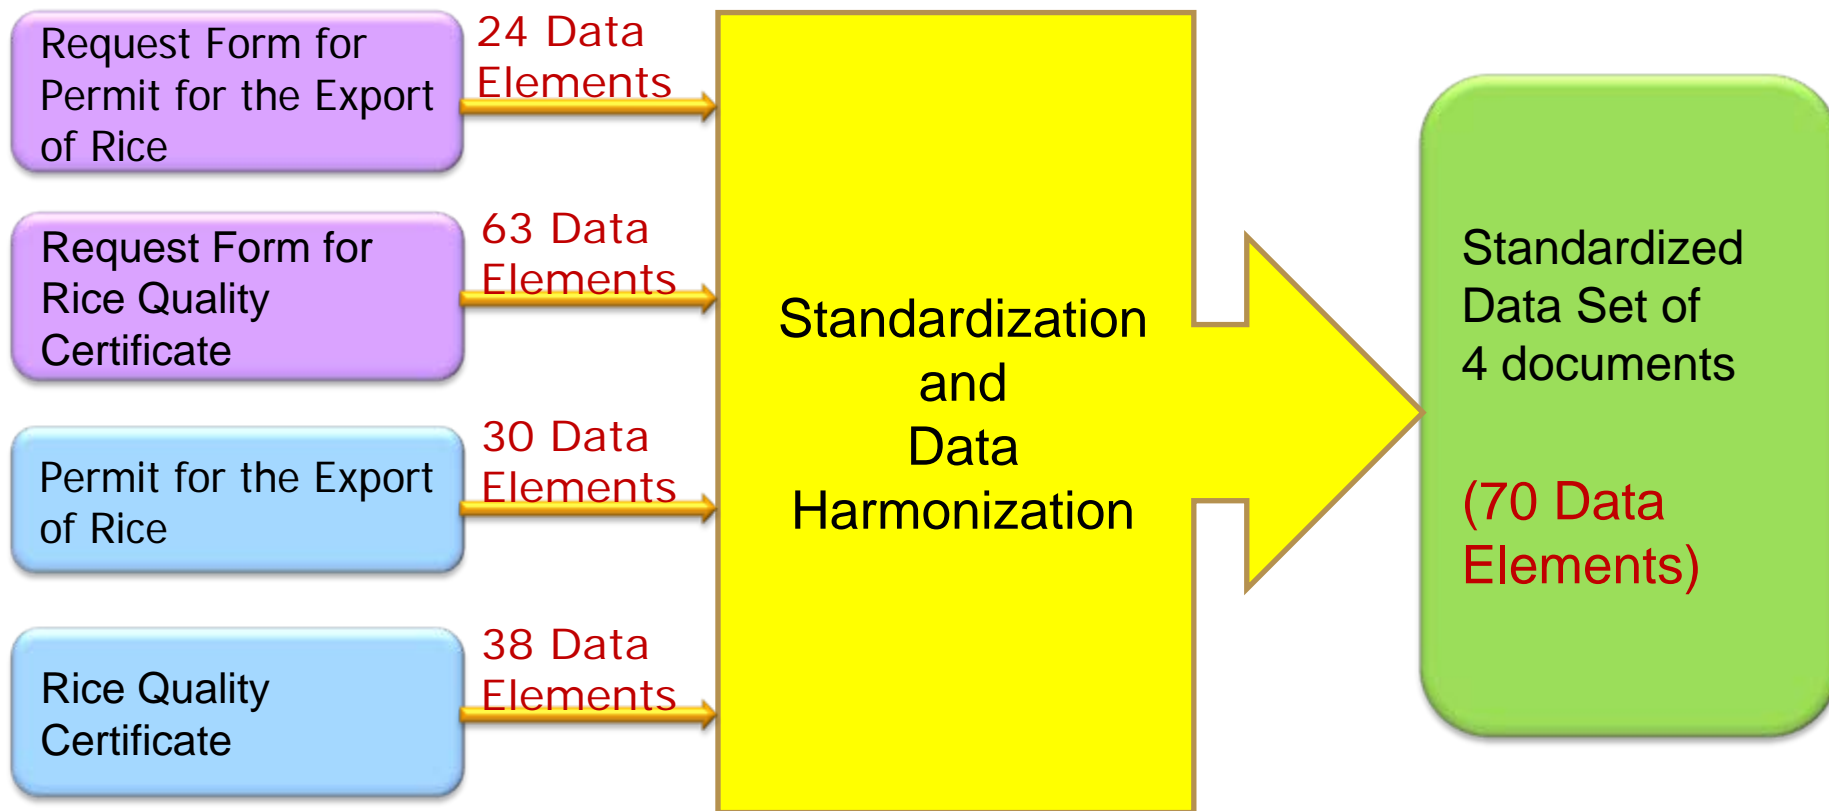 Request Form for
Permit for the Export
of Rice
24 Data
Elements
Request Form for
Rice Quality
Certificate
63 Data
Elements
Permit for the Export
of Rice
30 Data
Elements
Rice Quality
Certificate
38 Data
Elements
Standardization
and
Data
Harmonization
Standardized
Data Set of
4 documents
(70 Data
Elements)